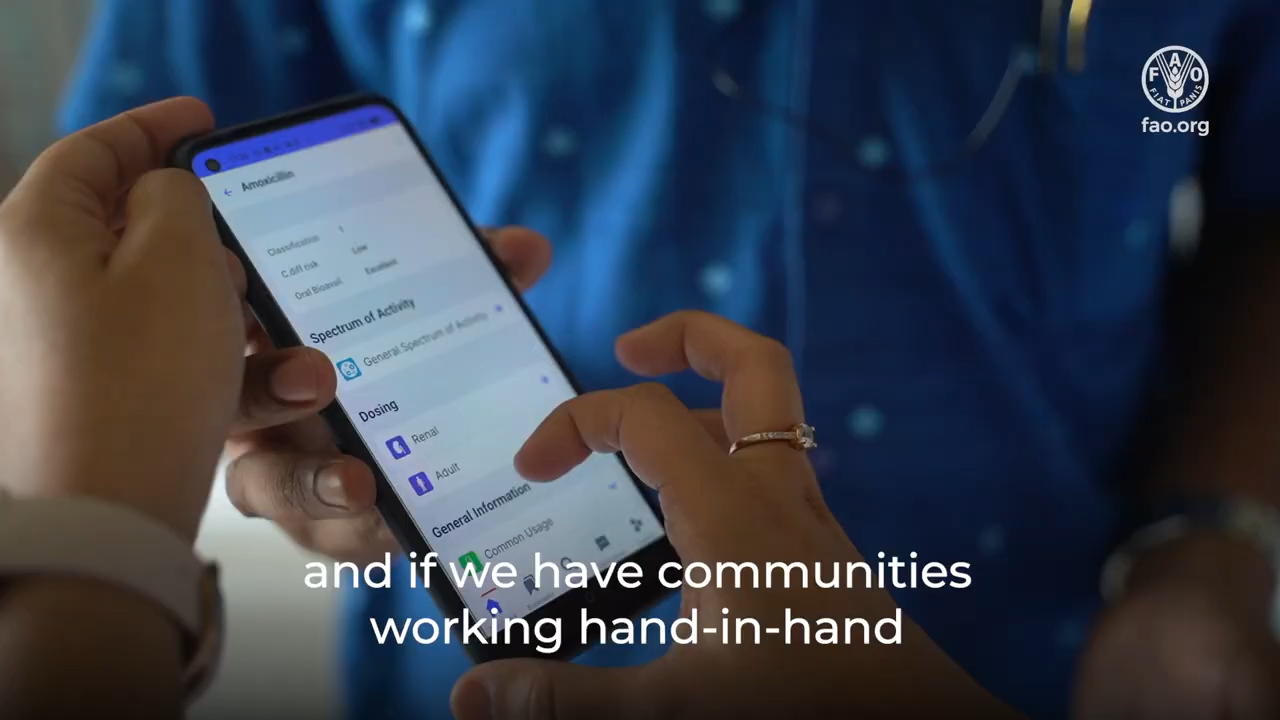 FAO
FIAT PANIS
fao.org
Amoxicillin
Classification 1
C.diff risk Low
Oral Bioavail. Excellent
Spectrum of Activity
General Spectrum of Activity
Dosing
Renal
Adult
General Information
Common Usage
and if we have communities
working hand-in-hand